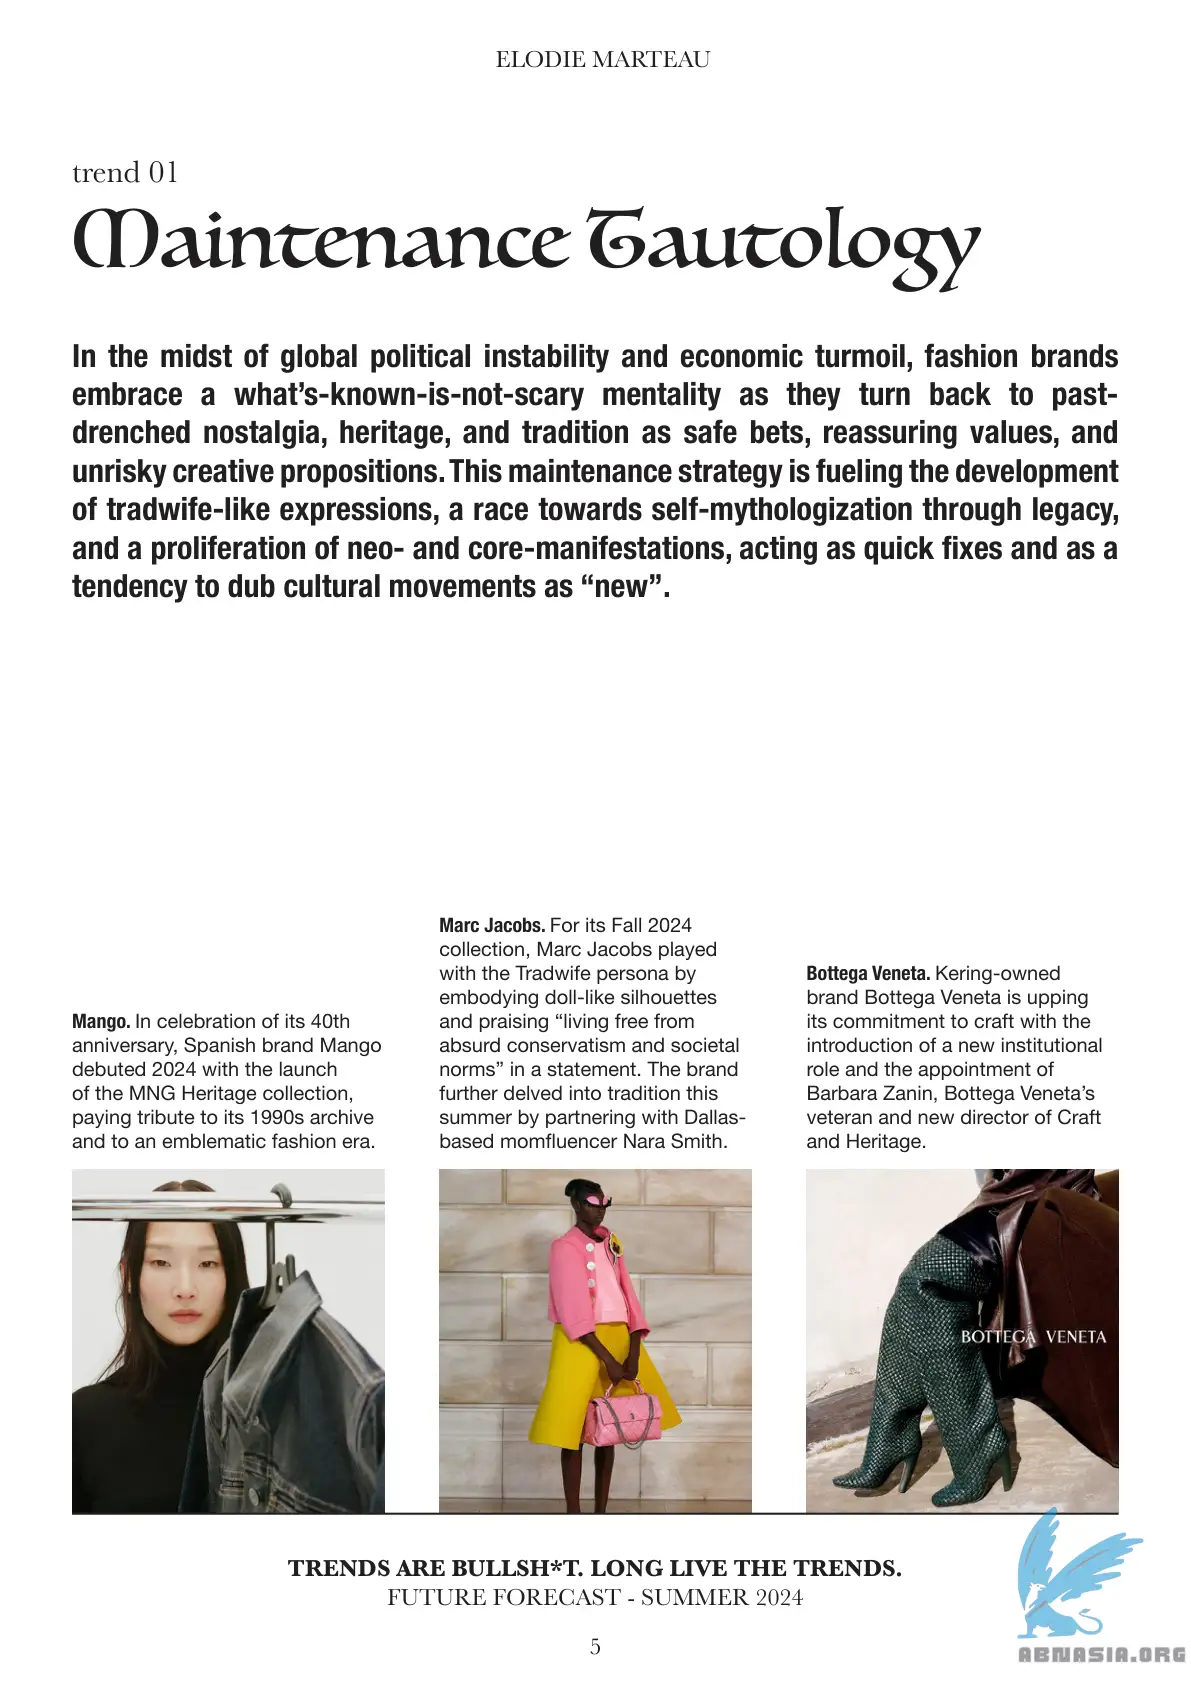 ELODIE MARTEAU
trend 01
Maintenance Tautology
In the midst of global political instability and economic turmoil, fashion brands
embrace a what’s-known-is-not-scary mentality as they turn back to past-
drenched nostalgia, heritage, and tradition as safe bets, reassuring values, and
unrisky creative propositions. This maintenance strategy is fueling the development
of tradwife-like expressions, a race towards self-mythologization through legacy,
and a proliferation of neo- and core-manifestations, acting as quick fixes and as a
tendency to dub cultural movements as “new”.
Mango. In celebration of its 40th
anniversary, Spanish brand Mango
debuted 2024 with the launch
of the MNG Heritage collection,
paying tribute to its 1990s archive
and to an emblematic fashion era.
Marc Jacobs. For its Fall 2024
collection, Marc Jacobs played
with the Tradwife persona by
embodying doll-like silhouettes
and praising “living free from
absurd conservatism and societal
norms” in a statement. The brand
further delved into tradition this
summer by partnering with Dallas-
based momfluencer Nara Smith.
Bottega Veneta. Kering-owned
brand Bottega Veneta is upping
its commitment to craft with the
introduction of a new institutional
role and the appointment of
Barbara Zanin, Bottega Veneta’s
veteran and new director of Craft
and Heritage.
BOTTEGA VENETA
TRENDS ARE BULLSH*T. LONG LIVE THE TRENDS.
FUTURE FORECAST - SUMMER 2024
5
ABNASIA.ORG